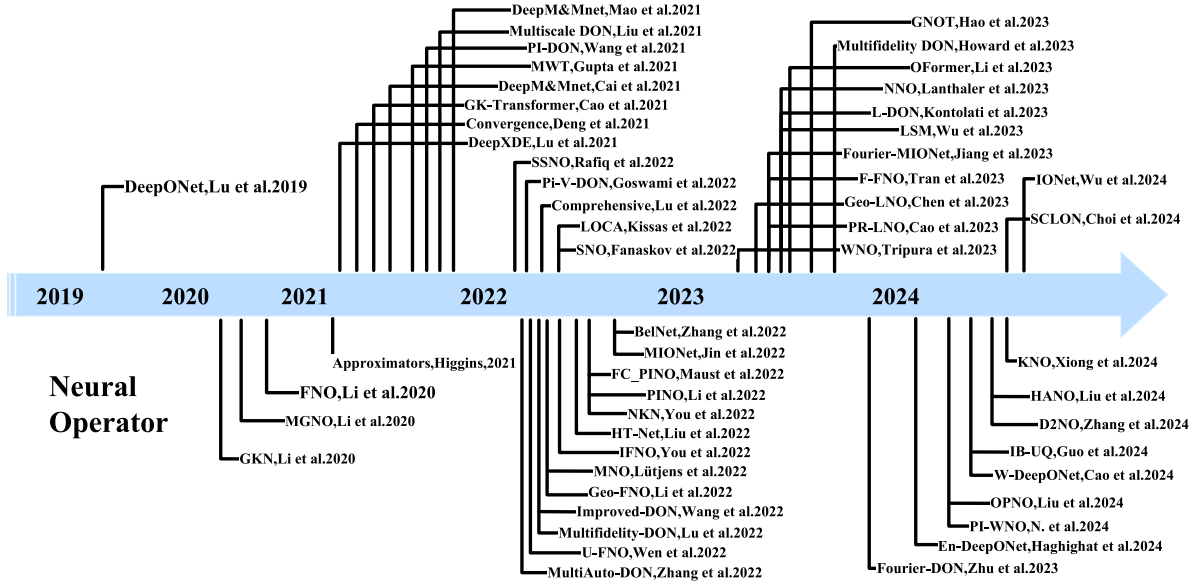 DeepM&Mnet,Mao et al.2021
Multiscale DON,Liu et al.2021
PI-DON,Wang et al.2021
MWT,Gupta et al.2021
DeepM&Mnet,Cai et al.2021
GK-Transformer,Cao et al.2021
Convergence,Deng et al.2021
DeepXDE,Lu et al.2021
SSNO,Rafiq et al.2022
DeepONet,Lu et al.2019
Pi-V-DON,Goswami et al.2022
Comprehensive,Lu et al.2022
LOCA,Kissas et al.2022
SNO,Fanaskov et al.2022
GNOT,Hao et al.2023
Multifidelity DON,Howard et al.2023
OFormer,Li et al.2023
NNO,Lanthaler et al.2023
L-DON,Kontolati et al.2023
LSM,Wu et al.2023
Fourier-MIONet,Jiang et al.2023
F-FNO,Tran et al.2023
Geo-LNO,Chen et al.2023
PR-LNO,Cao et al.2023
WNO,Tripura et al.2023
IONet,Wu et al.2024
SCLON,Choi et al.2024
2019 2020 2021 2022 2023 2024
Neural
Operator
Approximators,Higgins,2021
FNO,Li et al.2020
MGNO,Li et al.2020
GKN,Li et al.2020
BelNet,Zhang et al.2022
MIONet,Jin et al.2022
FC_PINO,Maust et al.2022
PINO,Li et al.2022
NKN,You et al.2022
HT-Net,Liu et al.2022
IFNO,You et al.2022
MNO,Lütjens et al.2022
Geo-FNO,Li et al.2022
Improved-DON,Wang et al.2022
Multifidelity-DON,Lu et al.2022
U-FNO,Wen et al.2022
MultiAuto-DON,Zhang et al.2022
KNO,Xiong et al.2024
HANO,Liu et al.2024
D2NO,Zhang et al.2024
IB-UQ,Guo et al.2024
W-DeepONet,Cao et al.2024
OPNO,Liu et al.2024
PI-WNO,N. et al.2024
En-DeepONet,Haghighat et al.2024
Fourier-DON,Zhu et al.2023